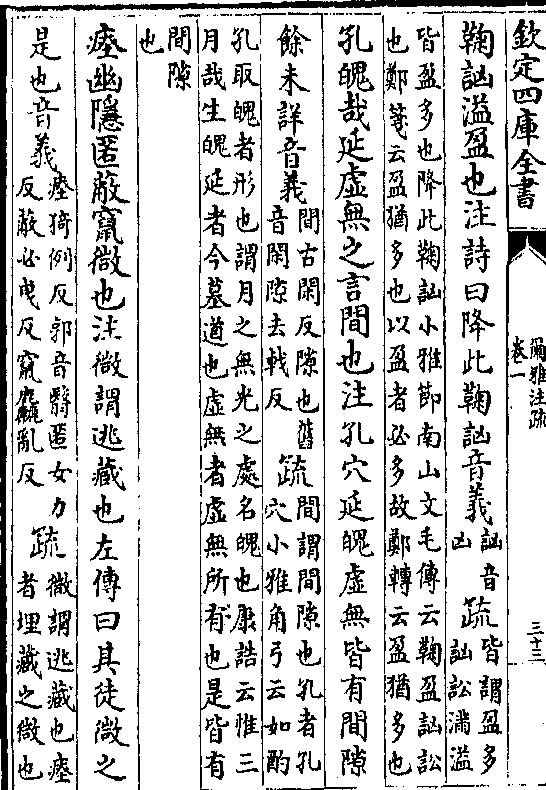 欽定四庫全書
爾雅注疏
卷一
三十三
鞠訩溢盈也注詩曰降此鞠訩音義
訩音
凶
疏
皆謂盈多
訩訟滿溢
皆盈多也降此鞠訩小雅節南山文毛傳云鞠盈訩訟
也鄭箋云盈猶多也以盈者必多故鄭轉云盈猶多也
孔魄哉延虛無之言間也注孔穴延魄虛無皆有間隙
餘未詳音義
間古閑反隙也舊
音閑隙去戟反
疏
間謂間隙也孔者孔
穴小雅角弓云如酌
孔取魄者形也謂月之無光之處名魄也康誥云惟三
月哉生魄延者今墓道也虛無者虛無所有也是皆有
間隙
也
瘞幽隱匿蔽竄微也注微謂逃藏也左傳曰其徒微之
是也音義
瘞猗例反郭音翳匿女力
反蔽必曵反竄麤亂反
疏
微謂逃藏也瘞
者埋藏之微也